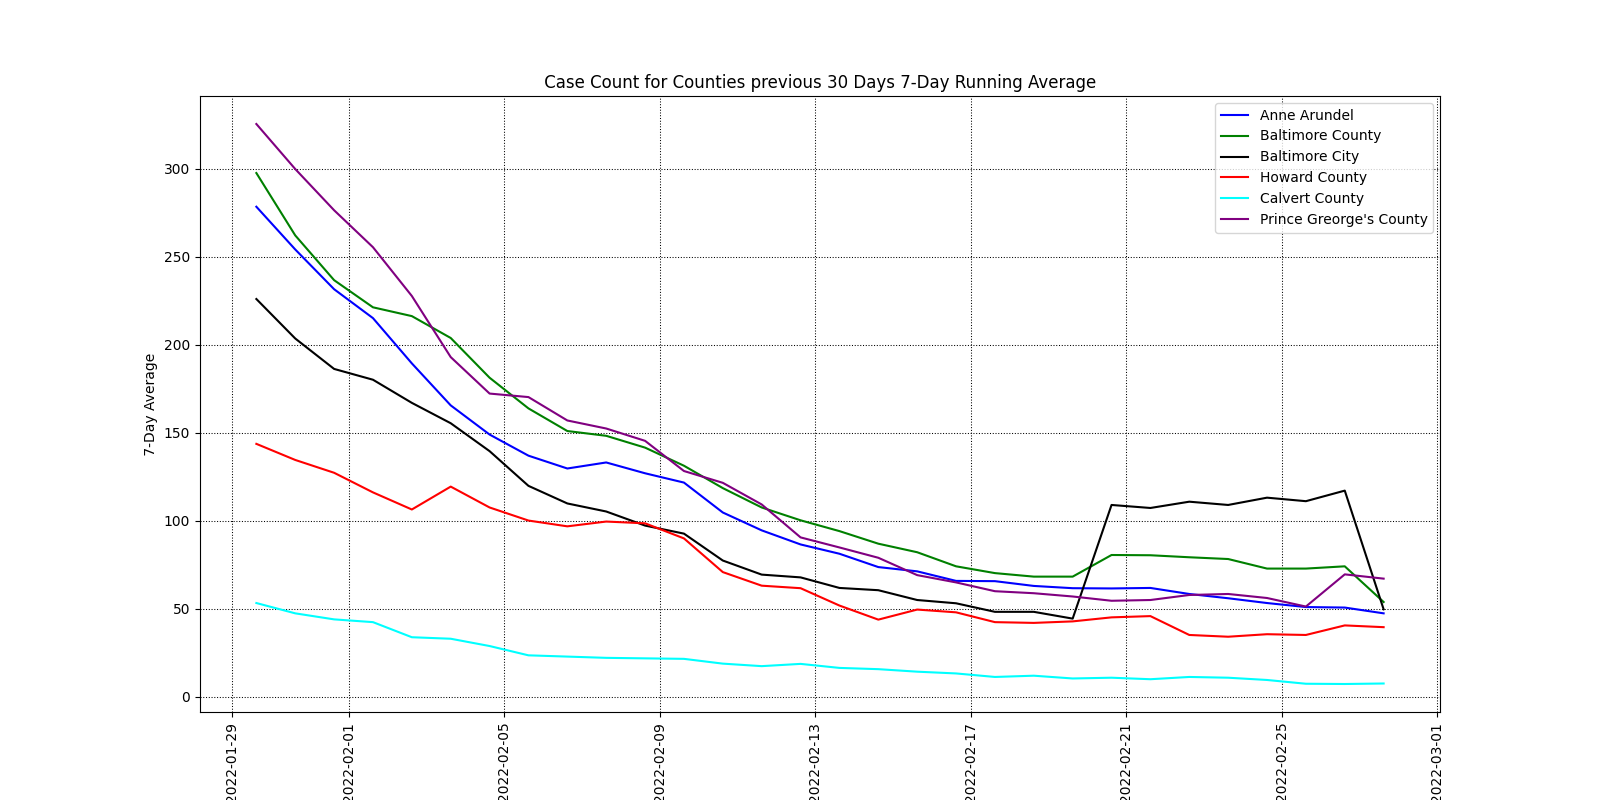 Case Count for Counties previous 30 Days 7-Day Running Average
Anne Arundel
Baltimore County
Baltimore City
Howard County
Calvert County
Prince Greorge's County
7-Day Average
300
250
200
150
100
50
0
2022-01-29
2022-02-01
2022-02-05
2022-02-09
2022-02-13
2022-02-17
2022-02-21
2022-02-25
2022-03-01